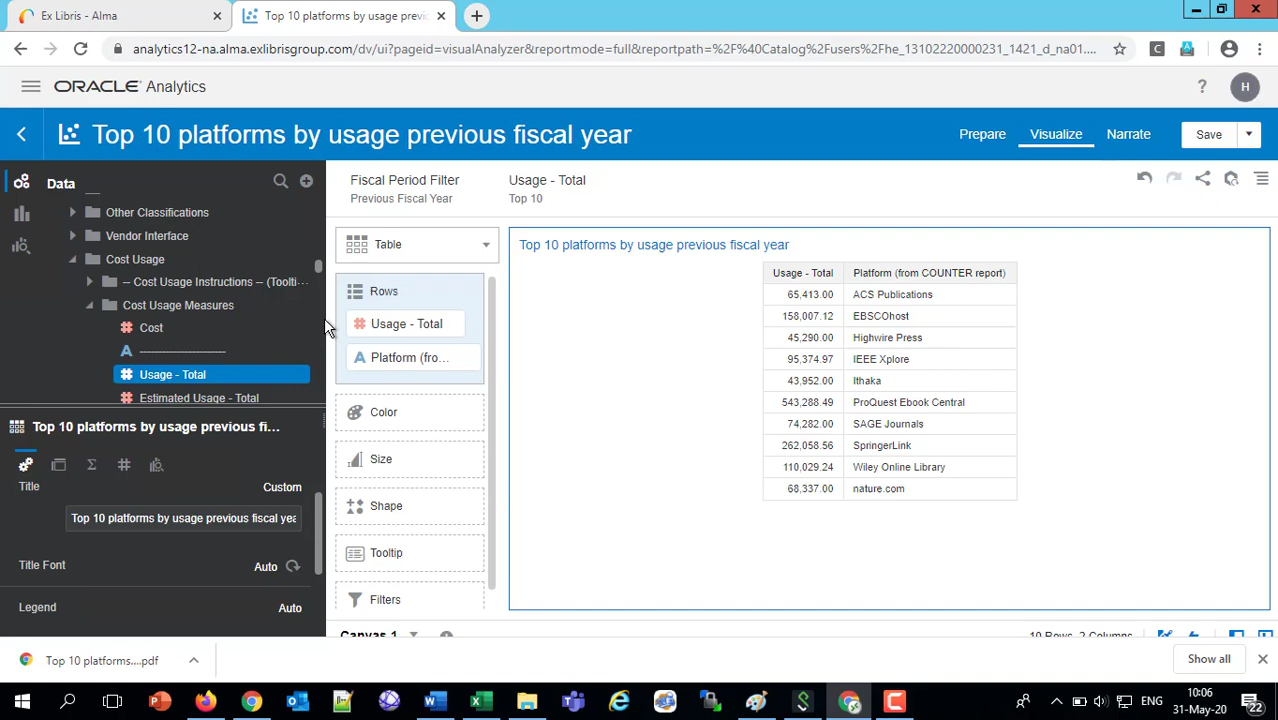 Ex Libris - Alma
Top 10 platforms by usage previ
analytics12-na.alma.exlibrisgroup.com/dv/ui?pageid=visualAnalyzer&reportmode=full&reportpath=%2F%40Catalog%2Fusers%2Fhe_13102220000231_1421_d_na01....
ORACLE Analytics
?
H
Top 10 platforms by usage previous fiscal year
Prepare
Visualize
Narrate
Save
Data
Other Classifications
Vendor Interface
Cost Usage
-- Cost Usage Instructions -- (Toolti...
Cost Usage Measures
Cost
Usage - Total
Estimated Usage - Total
Top 10 platforms by usage previous fi...
Title
Custom
Top 10 platforms by usage previous fiscal yea
Title Font
Auto
Legend
Auto
Fiscal Period Filter
Previous Fiscal Year
Usage - Total
Top 10
Table
Rows
Usage - Total
A Platform (fro...
Color
Size
Shape
Tooltip
Filters
Top 10 platforms by usage previous fiscal year
Usage - Total Platform (from COUNTER report)
65,413.00 ACS Publications
158,007.12 EBSCOhost
45,290.00 Highwire Press
95,374.97 IEEE Xplore
43,952.00 Ithaka
543,288.49 ProQuest Ebook Central
74,282.00 SAGE Journals
262,058.56 SpringerLink
110,029.24 Wiley Online Library
68,337.00 nature.com
Canvas 1
10 Rows, 2 Columns
Top 10 platforms....pdf
Show all
ENG
10:06
31-May-20
22